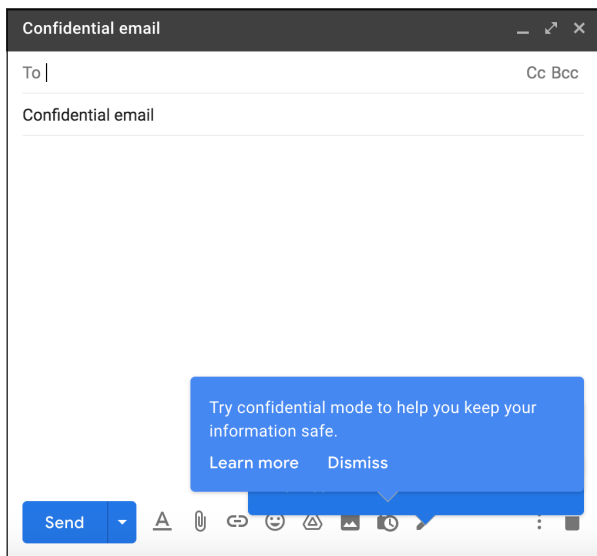 Confidential email
To
Cc Bcc
Confidential email
Try confidential mode to help you keep your
information safe.
Learn more Dismiss
Send